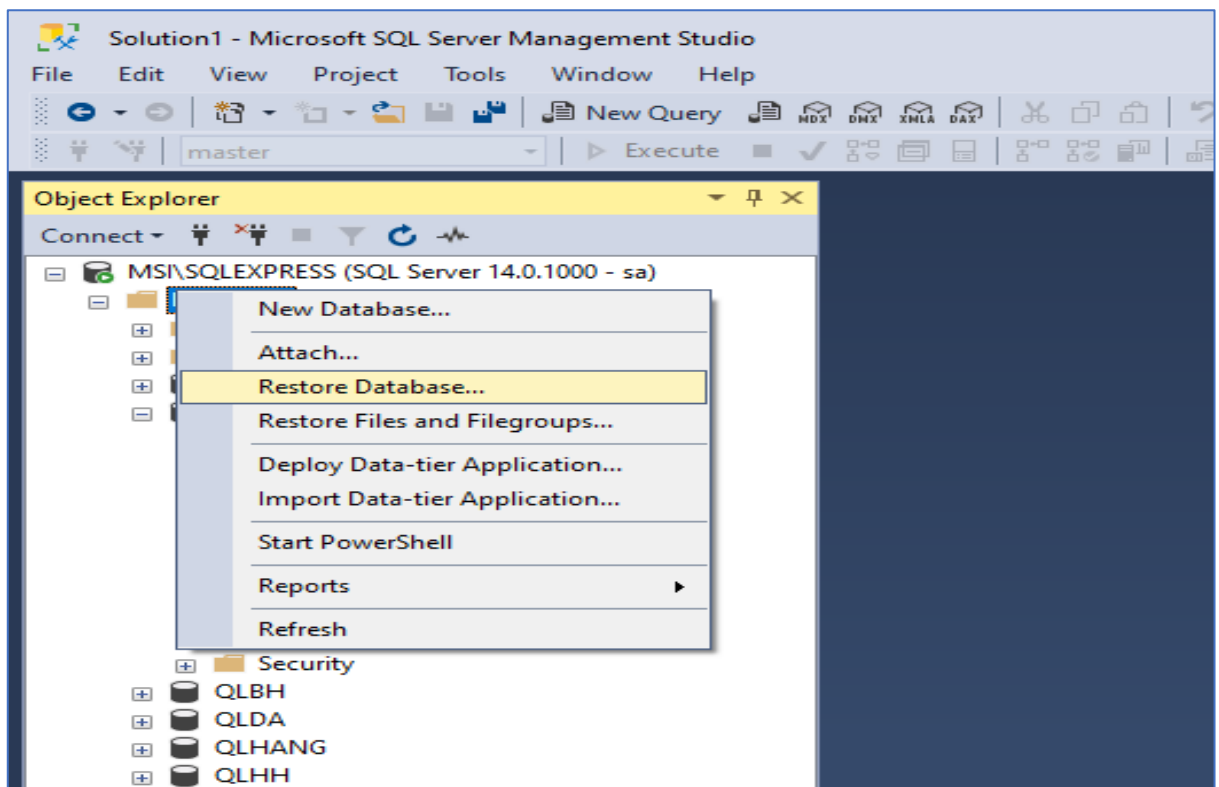 Solution1 - Microsoft SQL Server Management Studio
File Edit View Project Tools Window Help
New Query MDX DMX XMLA DAX
master Execute
Object Explorer
Connect
MSI\SQLEXPRESS (SQL Server 14.0.1000 - sa)
New Database...
Attach...
Restore Database...
Restore Files and Filegroups...
Deploy Data-tier Application...
Import Data-tier Application...
Start PowerShell
Reports
Refresh
Security
QLBH
QLDA
QLHANG
QLHH